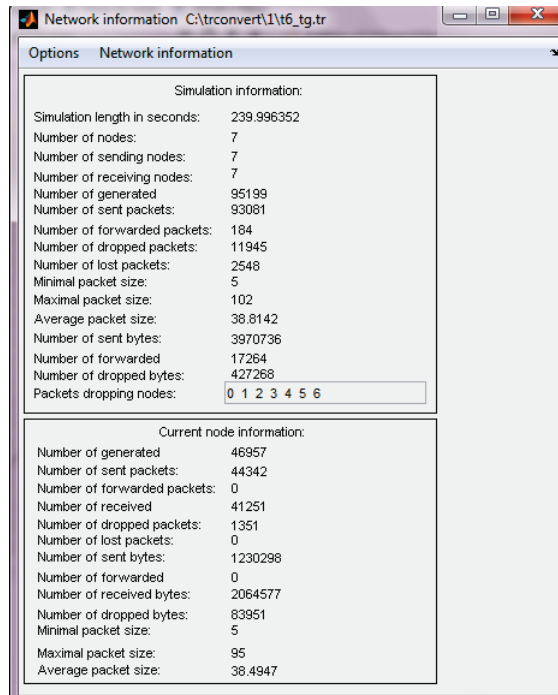 Network information C:\trconvert\1\t6_tg.tr
Options Network information
Simulation information:
Simulation length in seconds: 239.996352
Number of nodes: 7
Number of sending nodes: 7
Number of receiving nodes: 7
Number of generated 95199
Number of sent packets: 93081
Number of forwarded packets: 184
Number of dropped packets: 11945
Number of lost packets: 2548
Minimal packet size: 5
Maximal packet size: 102
Average packet size: 38.8142
Number of sent bytes: 3970736
Number of forwarded 17264
Number of dropped bytes: 427268
Packets dropping nodes: 0 1 2 3 4 5 6
Current node information:
Number of generated 46957
Number of sent packets: 44342
Number of forwarded packets: 0
Number of received 41251
Number of dropped packets: 1351
Number of lost packets: 0
Number of sent bytes: 1230298
Number of forwarded 0
Number of received bytes: 2064577
Number of dropped bytes: 83951
Minimal packet size: 5
Maximal packet size: 95
Average packet size: 38.4947